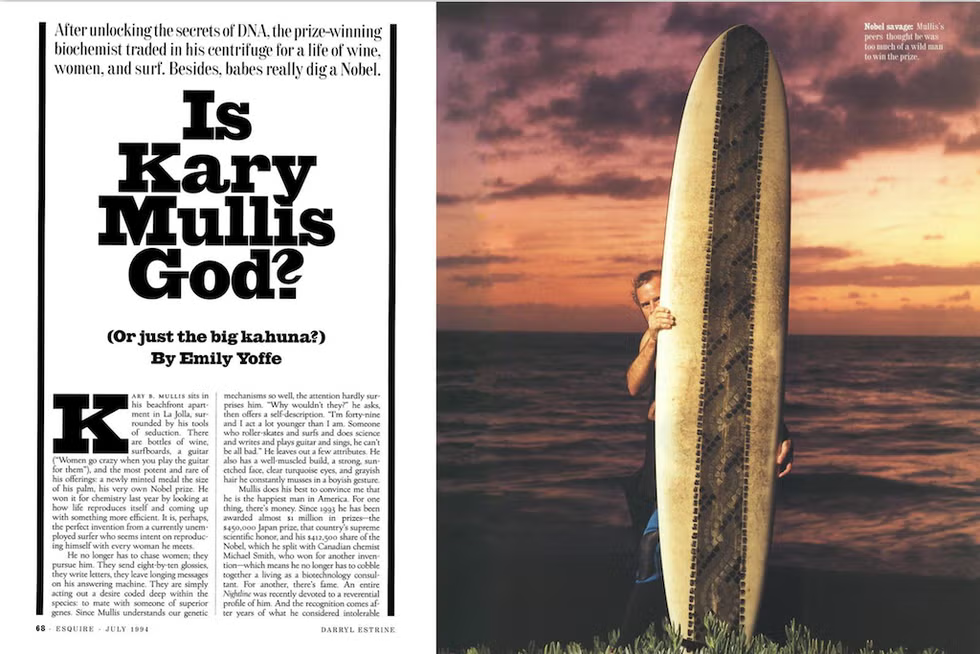 After unlocking the secrets of DNA, the prize-winning
biochemist traded in his centrifuge for a life of wine,
women, and surf. Besides, babes really dig a Nobel.
Is
Kary
Mullis
God?
(Or just the big kahuna?)
By Emily Yoffe
KARY B. MULLIS sits in
his beachfront apart-
ment in La Jolla, sur-
rounded by his tools
of seduction. There
are bottles of wine,
surfboards, a guitar
("Women go crazy when you play the guitar
for them"), and the most potent and rare of
his offerings: a newly minted medal the size
of his palm, his very own Nobel prize. He
won it for chemistry last year by looking at
how life reproduces itself and coming up
with something more efficient. It is, perhaps,
the perfect invention from a currently unem-
ployed surfer who seems intent on reproduc-
ing himself with every woman he meets.
He no longer has to chase women; they
pursue him. They send eight-by-ten glossies,
they write letters, they leave longing messages
on his answering machine. They are simply
acting out a desire coded deep within the
species: to mate with someone of superior
genes. Since Mullis understands our genetic
mechanisms so well, the attention hardly sur-
prises him. "Why wouldn't they?" he asks,
then offers a self-description. "I'm forty-nine
and I act a lot younger than I am. Someone
who roller-skates and surfs and does science
and writes and plays guitar and sings, he can't
be all bad." He leaves out a few attributes. He
also has a well-muscled build, a strong, sun-
etched face, clear turquoise eyes, and grayish
hair he constantly musses in a boyish gesture.
Mullis does his best to convince me that
he is the happiest man in America. For one
thing, there's money. Since 1993 he has been
awarded almost $1 million in prizes—the
$450,000 Japan prize, that country's supreme
scientific honor, and his $412,500 share of the
Nobel, which he split with Canadian chemist
Michael Smith, who won for another inven-
tion—which means he no longer has to cobble
together a living as a biotechnology consul-
tant. For another, there's fame. An entire
Nightline was recently devoted to a reverential
profile of him. And the recognition comes af-
ter years of what he considered intolerable
68 · ESQUIRE · JULY 1994
DARRYL ESTRINE
Nobel savage: Mullis's
peers thought he was
too much of a wild man
to win the prize.